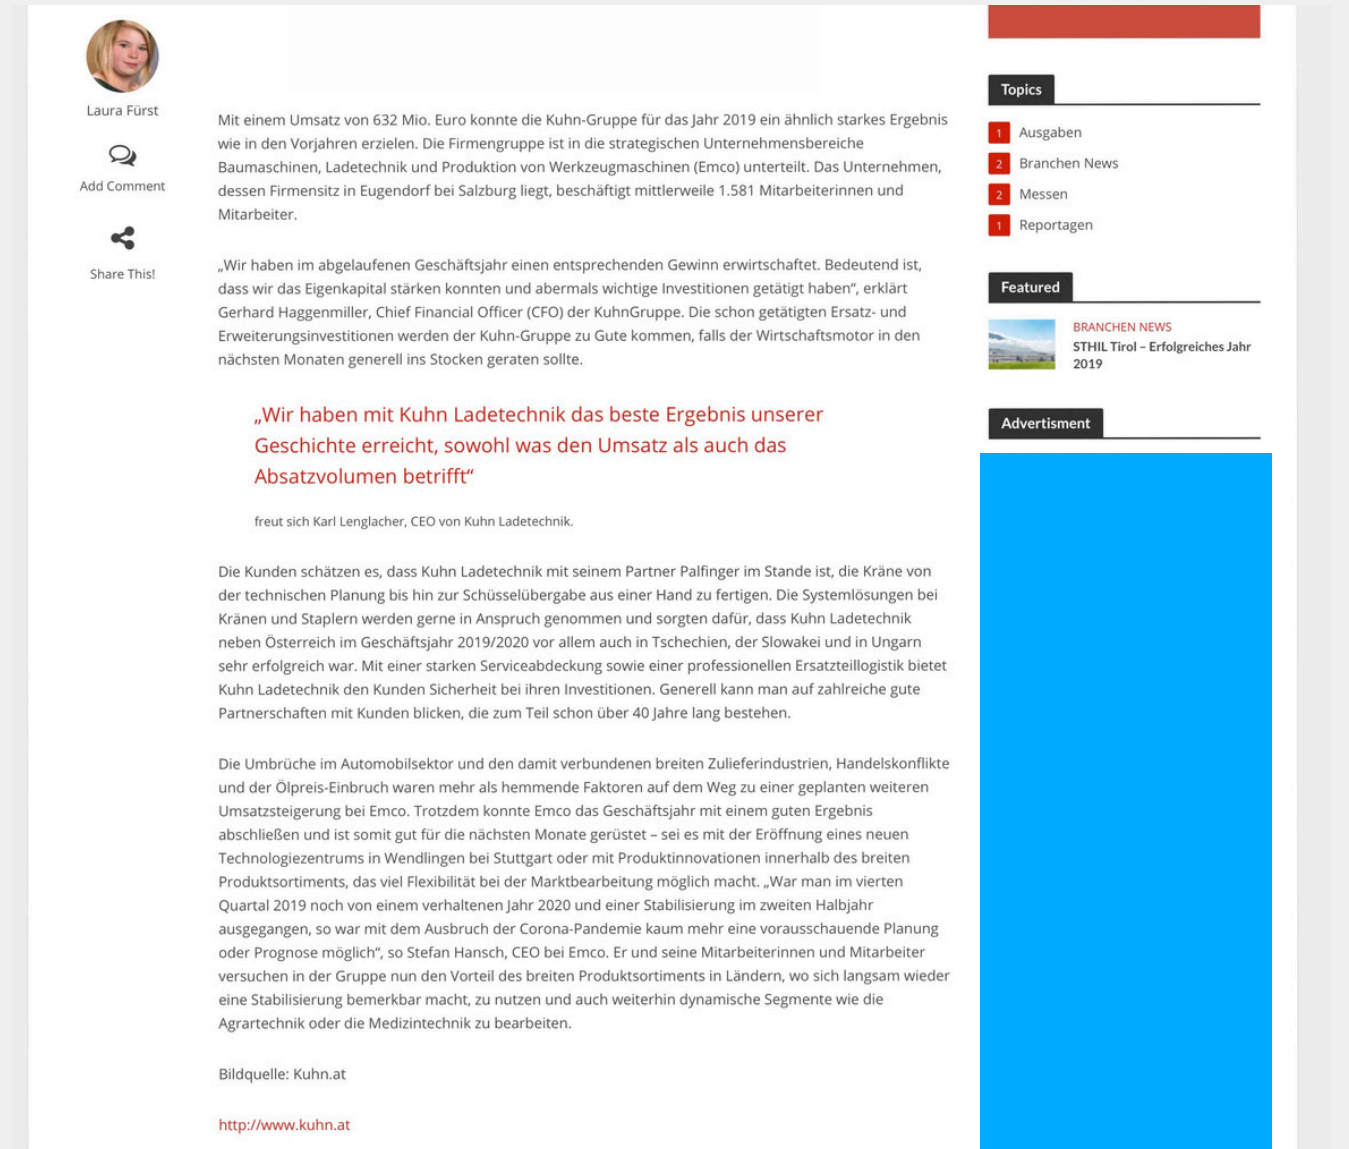 Laura Fürst
Add Comment
Share This!
Mit einem Umsatz von 632 Mio. Euro konnte die Kuhn-Gruppe für das Jahr 2019 ein ähnlich starkes Ergebnis
wie in den Vorjahren erzielen. Die Firmengruppe ist in die strategischen Unternehmensbereiche
Baumaschinen, Ladetechnik und Produktion von Werkzeugmaschinen (Emco) unterteilt. Das Unternehmen,
dessen Firmensitz in Eugendorf bei Salzburg liegt, beschäftigt mittlerweile 1.581 Mitarbeiterinnen und
Mitarbeiter.
„Wir haben im abgelaufenen Geschäftsjahr einen entsprechenden Gewinn erwirtschaftet. Bedeutend ist,
dass wir das Eigenkapital stärken konnten und abermals wichtige Investitionen getätigt haben“, erklärt
Gerhard Haggenmiller, Chief Financial Officer (CFO) der KuhnGruppe. Die schon getätigten Ersatz- und
Erweiterungsinvestitionen werden der Kuhn-Gruppe zu Gute kommen, falls der Wirtschaftsmotor in den
nächsten Monaten generell ins Stocken geraten sollte.
„Wir haben mit Kuhn Ladetechnik das beste Ergebnis unserer
Geschichte erreicht, sowohl was den Umsatz als auch das
Absatzvolumen betrifft“
freut sich Karl Lenglacher, CEO von Kuhn Ladetechnik.
Die Kunden schätzen es, dass Kuhn Ladetechnik mit seinem Partner Palfinger im Stande ist, die Kräne von
der technischen Planung bis hin zur Schüsselübergabe aus einer Hand zu fertigen. Die Systemlösungen bei
Kränen und Staplern werden gerne in Anspruch genommen und sorgten dafür, dass Kuhn Ladetechnik
neben Österreich im Geschäftsjahr 2019/2020 vor allem auch in Tschechien, der Slowakei und in Ungarn
sehr erfolgreich war. Mit einer starken Serviceabdeckung sowie einer professionellen Ersatzteillogistik bietet
Kuhn Ladetechnik den Kunden Sicherheit bei ihren Investitionen. Generell kann man auf zahlreiche gute
Partnerschaften mit Kunden blicken, die zum Teil schon über 40 Jahre lang bestehen.
Die Umbrüche im Automobilsektor und den damit verbundenen breiten Zulieferindustrien, Handelskonflikte
und der Ölpreis-Einbruch waren mehr als hemmende Faktoren auf dem Weg zu einer geplanten weiteren
Umsatzsteigerung bei Emco. Trotzdem konnte Emco das Geschäftsjahr mit einem guten Ergebnis
abschließen und ist somit gut für die nächsten Monate gerüstet – sei es mit der Eröffnung eines neuen
Technologiezentrums in Wendlingen bei Stuttgart oder mit Produktinnovationen innerhalb des breiten
Produktsortiments, das viel Flexibilität bei der Marktbearbeitung möglich macht. „War man im vierten
Quartal 2019 noch von einem verhaltenen Jahr 2020 und einer Stabilisierung im zweiten Halbjahr
ausgegangen, so war mit dem Ausbruch der Corona-Pandemie kaum mehr eine vorausschauende Planung
oder Prognose möglich“, so Stefan Hansch, CEO bei Emco. Er und seine Mitarbeiterinnen und Mitarbeiter
versuchen in der Gruppe nun den Vorteil des breiten Produktsortiments in Ländern, wo sich langsam wieder
eine Stabilisierung bemerkbar macht, zu nutzen und auch weiterhin dynamische Segmente wie die
Agrartechnik oder die Medizintechnik zu bearbeiten.
Bildquelle: Kuhn.at
http://www.kuhn.at
Topics
1 Ausgaben
2 Branchen News
2 Messen
1 Reportagen
Featured
BRANCHEN NEWS
STHIL Tirol – Erfolgreiches Jahr
2019
Advertisment